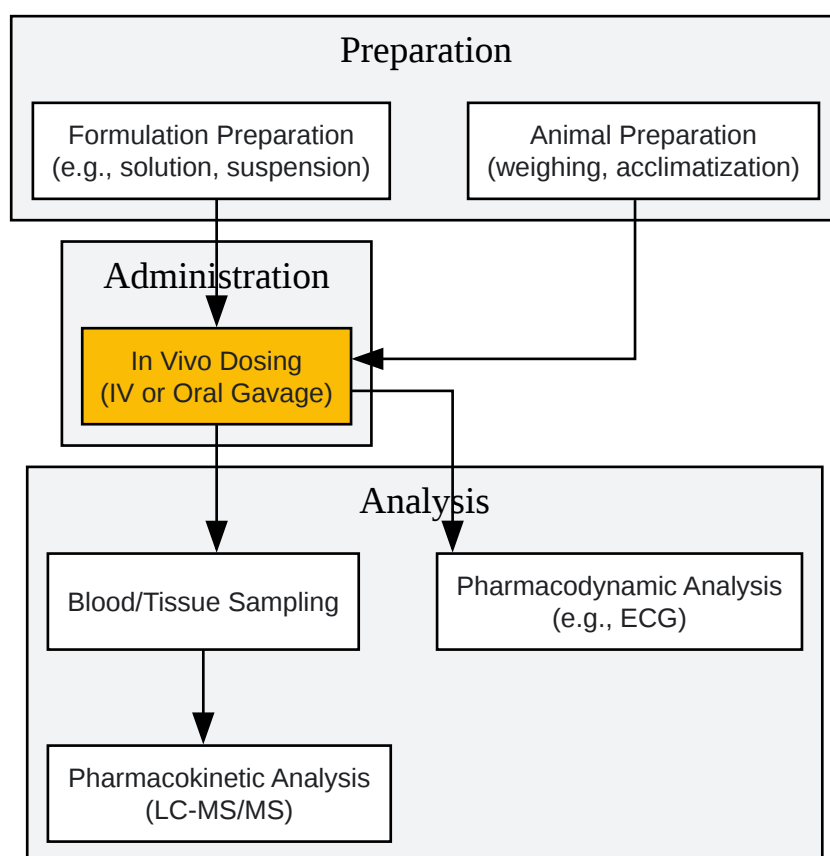 Preparation
Formulation Preparation
(e.g., solution, suspension)
Animal Preparation
(weighing, acclimatization)
Administration
In Vivo Dosing
(IV or Oral Gavage)
Analysis
Blood/Tissue Sampling
Pharmacodynamic Analysis
(e.g., ECG)
Pharmacokinetic Analysis
(LC-MS/MS)